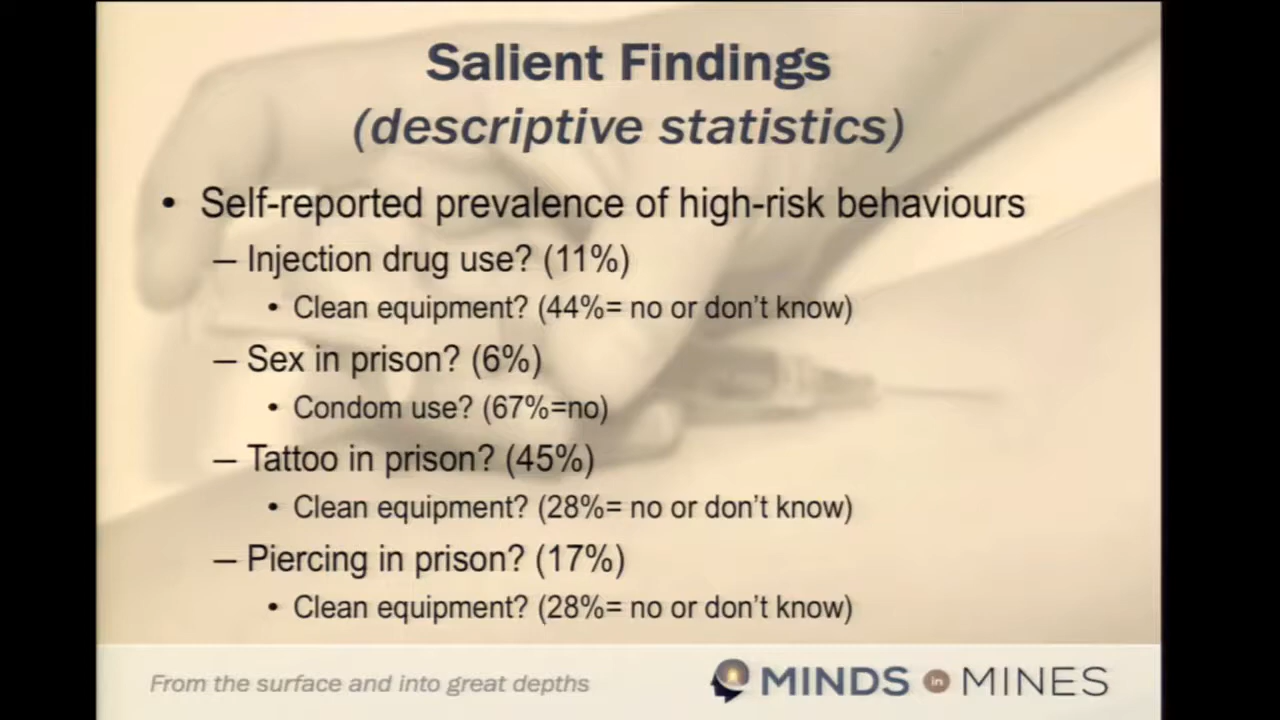 Salient Findings
(descriptive statistics)
• Self-reported prevalence of high-risk behaviours
– Injection drug use? (11%)
• Clean equipment? (44%= no or don't know)
– Sex in prison? (6%)
• Condom use? (67%=no)
– Tattoo in prison? (45%)
• Clean equipment? (28%= no or don't know)
– Piercing in prison? (17%)
• Clean equipment? (28%= no or don't know)
From the surface and into great depths
MINDS in MINES